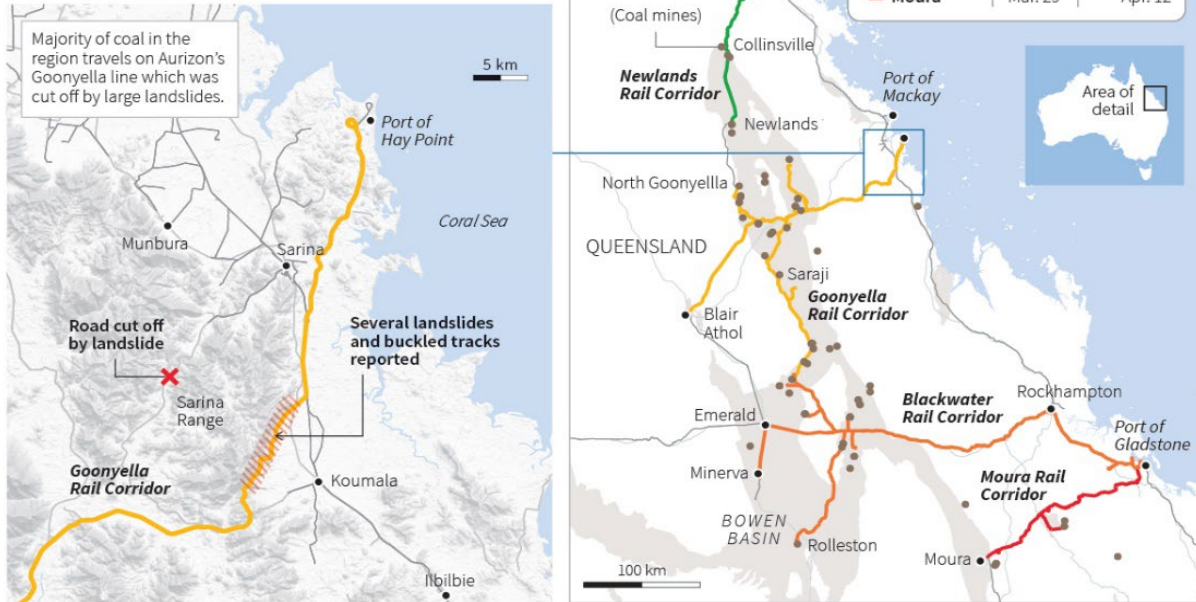 Majority of coal in the
region travels on Aurizon's
Goonyella line which was
cut off by large landslides.
5 km
Port of
Hay Point
Coral Sea
Munbura
Sarina
Road cut off
by landslide
Several landslides
and buckled tracks
reported
Sarina
Range
Goonyella
Rail Corridor
Koumala
Ilbilbie
Moura
(Coal mines)
Collinsville
Newlands
Rail Corridor
Port of
Mackay
Area of
detail
Newlands
North Goonyellla
QUEENSLAND
Saraji
Goonyella
Rail Corridor
Blair
Athol
Blackwater
Rail Corridor
Rockhampton
Emerald
Port of
Gladstone
Minerva
Moura Rail
Corridor
BOWEN
BASIN
Rolleston
Moura
100 km